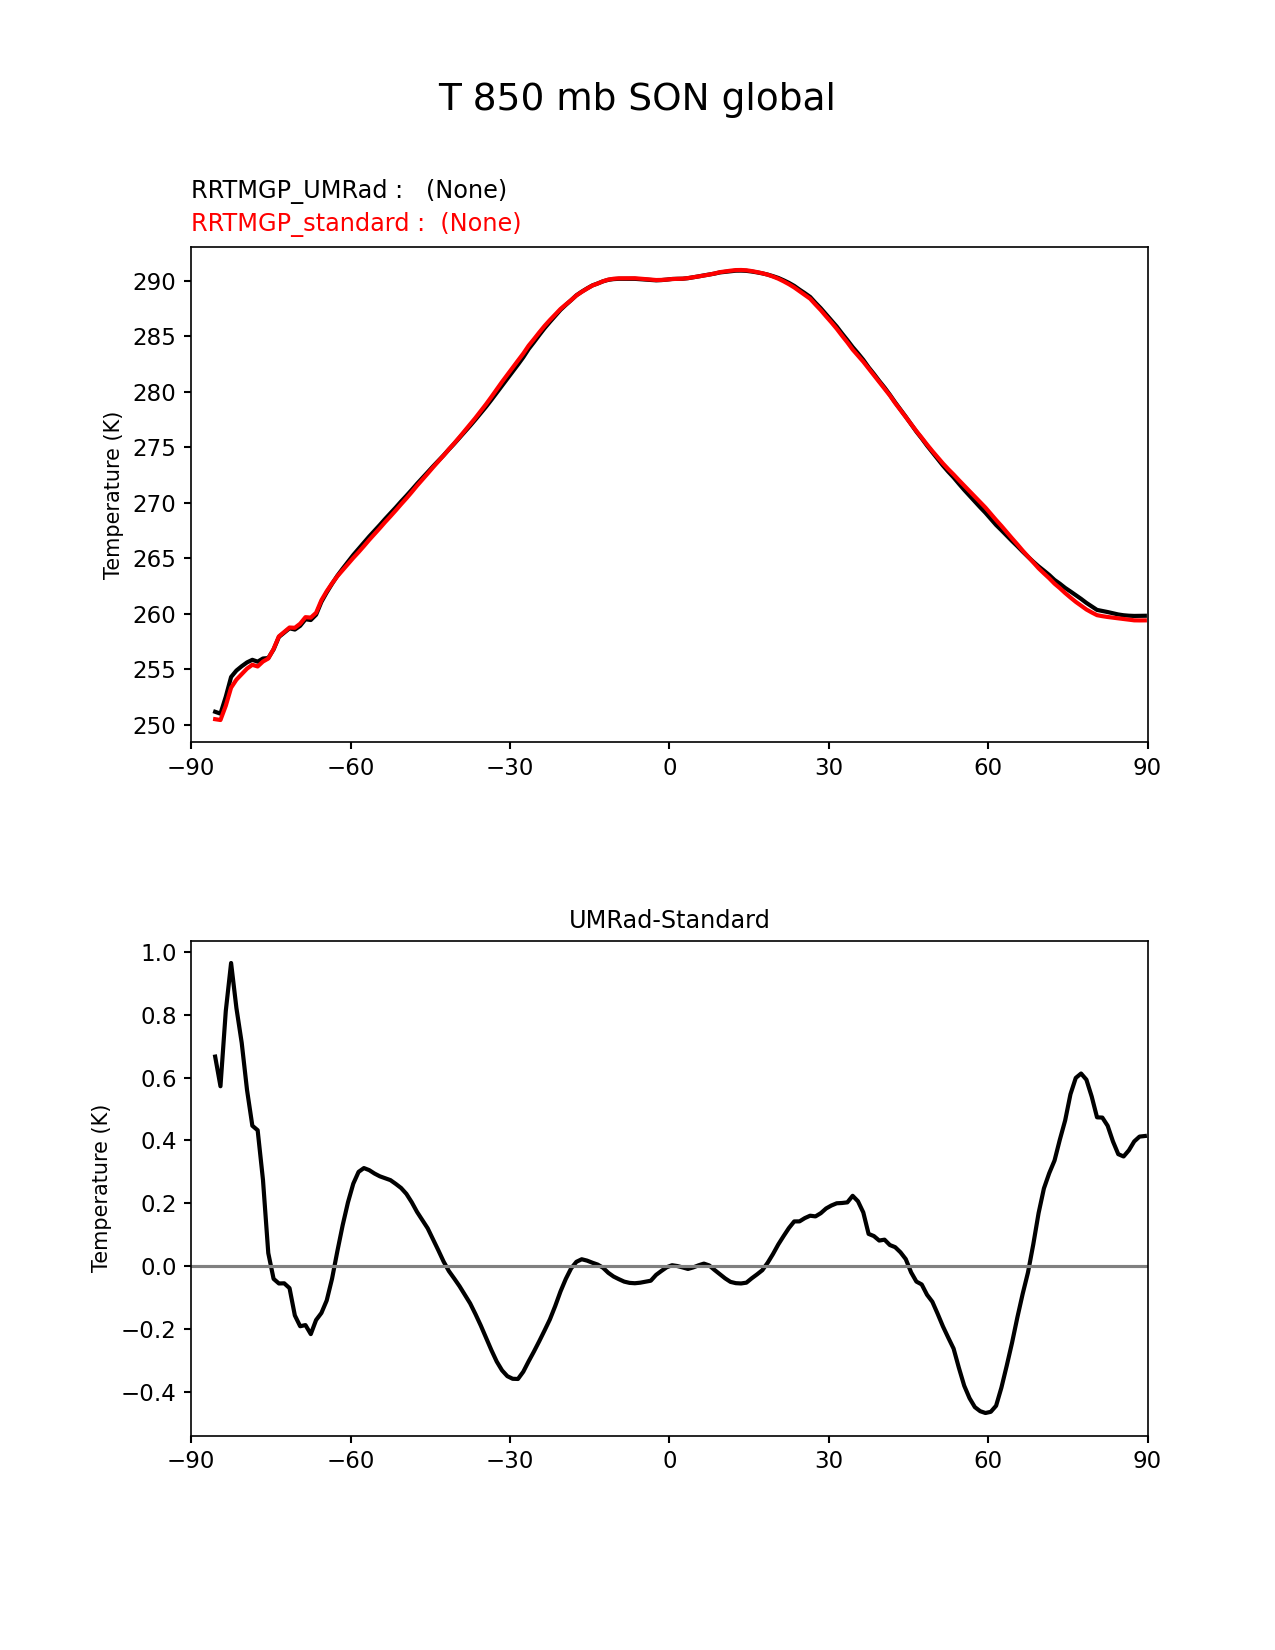 T 850 mb SON global
RRTMGP_UMRad :   (None)
RRTMGP_standard :  (None)
290
285
280
275
270
265
260
255
250
Temperature (K)
−90 −60 −30 0 30 60 90
UMRad-Standard
1.0
0.8
0.6
0.4
0.2
0.0
−0.2
−0.4
Temperature (K)
−90 −60 −30 0 30 60 90